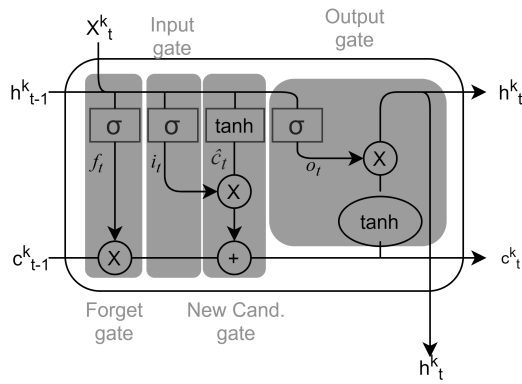 X^k_t
Input
gate
Output
gate
h^k_t-1
h^k_t
σ
σ
tanh
σ
f_t
i_t
ĉ_t
o_t
X
X
tanh
c^k_t-1
X
+
c^k_t
Forget
gate
New Cand.
gate
h^k_t